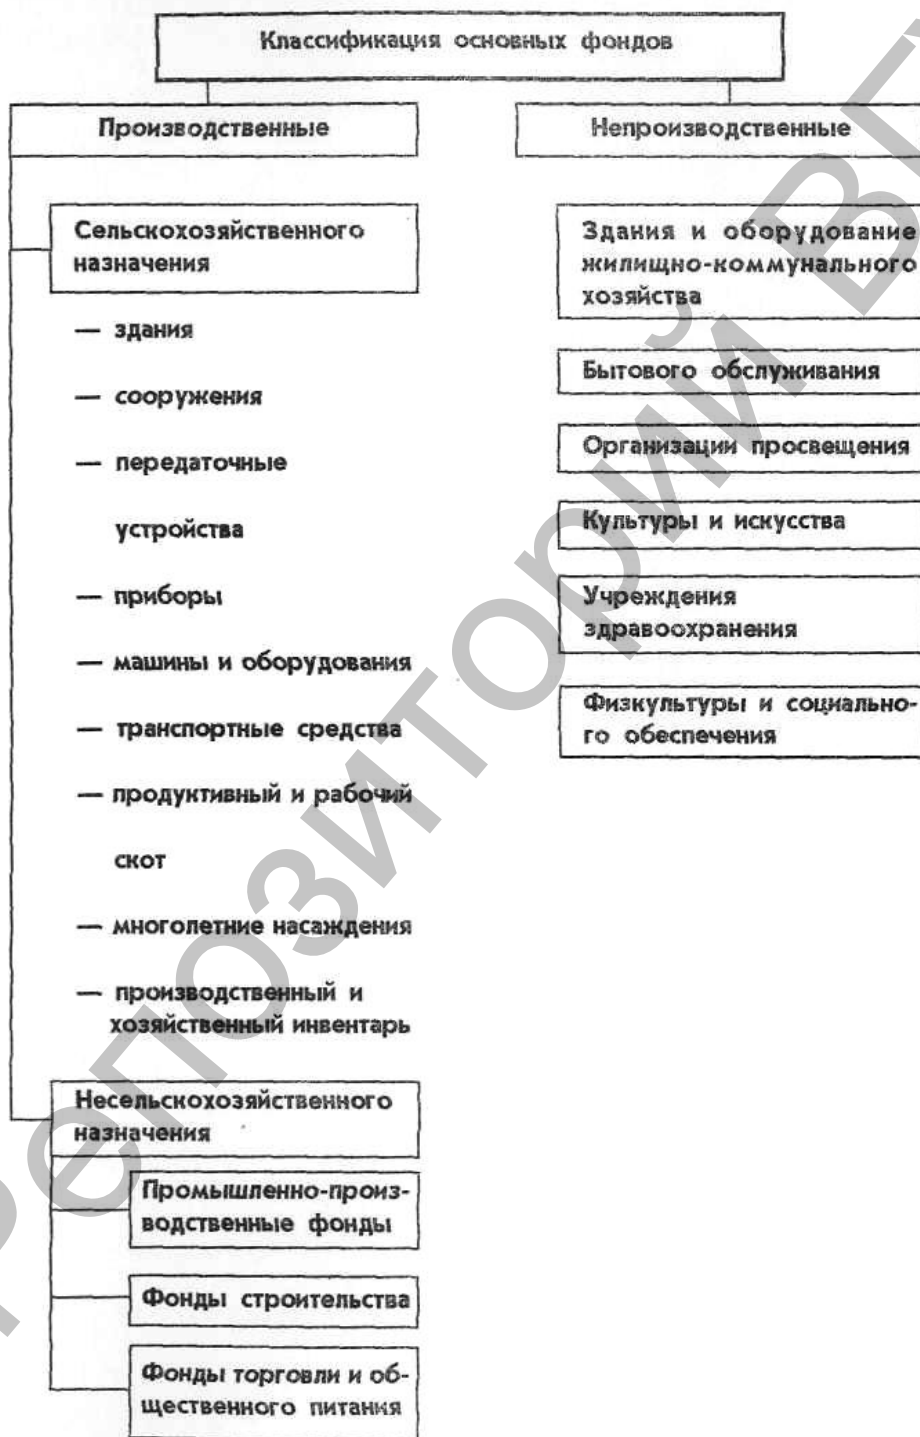 Классификация основных фондов
Производственные
Непроизводственные
Сельскохозяйственного
назначения
— здания
— сооружения
— передаточные
устройства
— приборы
— машины и оборудования
— транспортные средства
— продуктивный и рабочий
скот
— многолетние насаждения
— производственный и
хозяйственный инвентарь
Несельскохозяйственного
назначения
Промышленно-произ-
водственные фонды
Фонды строительства
Фонды торговли и об-
щественного питания
Здания и оборудование
жилищно-коммунального
хозяйства
Бытового обслуживания
Организации просвещения
Культуры и искусства
Учреждения
здравоохранения
Физкультуры и социально-
го обеспечения
Репозиторий ВГУ